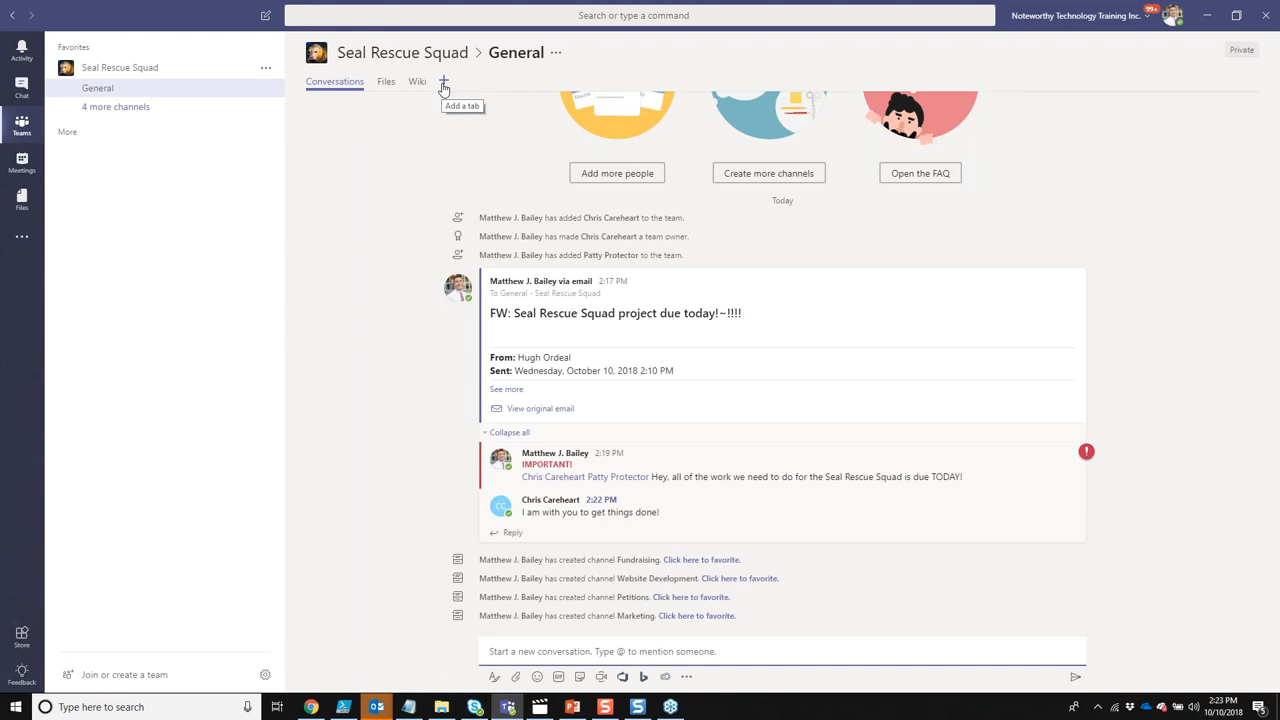 Search or type a command
Noteworthy Technology Training Inc.
99+
Activity
Chat
Teams
Meetings
Files
Store
Feedback
Favorites
Seal Rescue Squad
General
4 more channels
More
Join or create a team
Seal Rescue Squad > General
Private
Conversations Files Wiki
Add a tab
Add more people
Create more channels
Open the FAQ
Today
Matthew J. Bailey has added Chris Careheart to the team.
Matthew J. Bailey has made Chris Careheart a team owner.
Matthew J. Bailey has added Patty Protector to the team.
Matthew J. Bailey via email 2:17 PM
To General - Seal Rescue Squad
FW: Seal Rescue Squad project due today!~!!!!
From: Hugh Ordeal
Sent: Wednesday, October 10, 2018 2:10 PM
See more
View original email
Collapse all
Matthew J. Bailey 2:19 PM
IMPORTANT!
Chris Careheart Patty Protector Hey, all of the work we need to do for the Seal Rescue Squad is due TODAY!
CC
Chris Careheart 2:22 PM
I am with you to get things done!
Reply
Matthew J. Bailey has created channel Fundraising. Click here to favorite.
Matthew J. Bailey has created channel Website Development. Click here to favorite.
Matthew J. Bailey has created channel Petitions. Click here to favorite.
Matthew J. Bailey has created channel Marketing. Click here to favorite.
Start a new conversation. Type @ to mention someone.
GIF
Type here to search
2:23 PM
10/10/2018